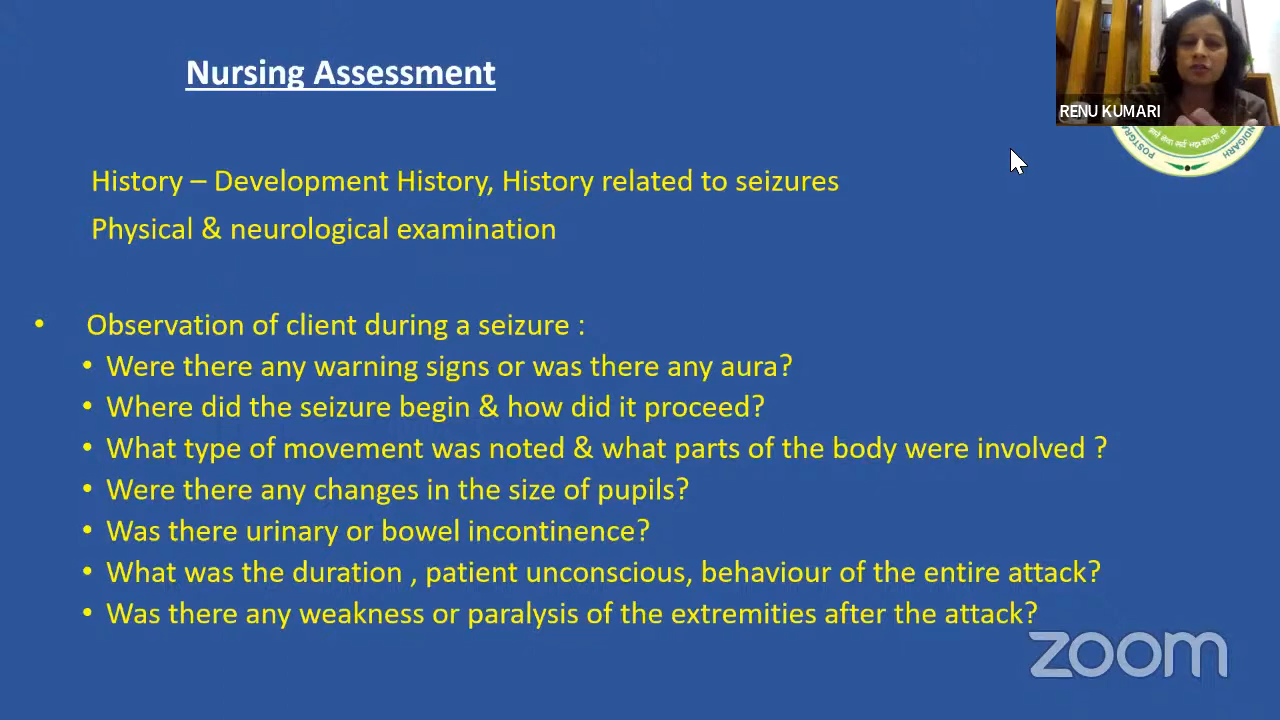 Nursing Assessment
RENU KUMARI
POSTGRA
NDIGARH
History – Development History, History related to seizures
Physical & neurological examination
• Observation of client during a seizure :
• Were there any warning signs or was there any aura?
• Where did the seizure begin & how did it proceed?
• What type of movement was noted & what parts of the body were involved ?
• Were there any changes in the size of pupils?
• Was there urinary or bowel incontinence?
• What was the duration , patient unconscious, behaviour of the entire attack?
• Was there any weakness or paralysis of the extremities after the attack?
zoom